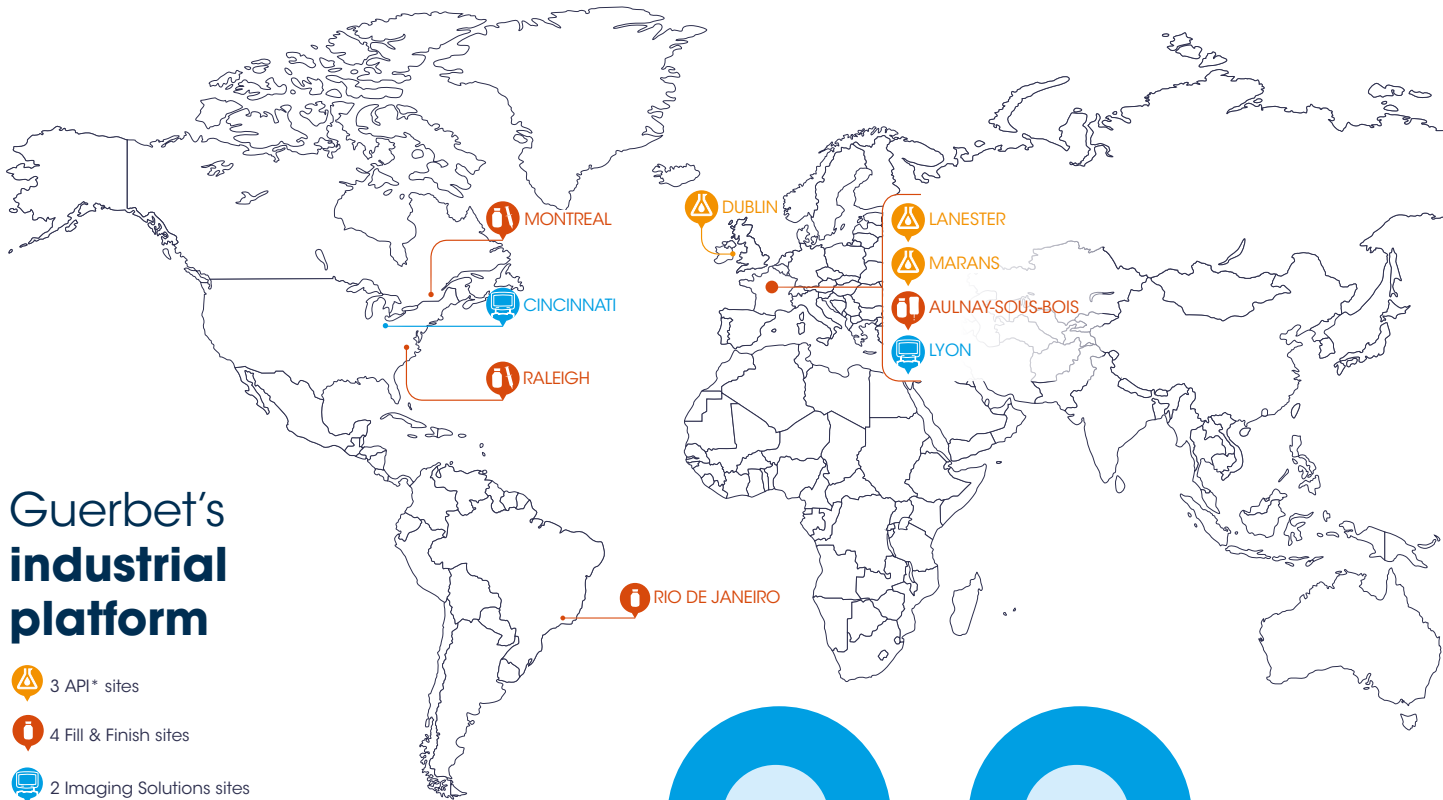 MONTREAL
DUBLIN
LANESTER
MARANS
CINCINNATI
AULNAY-SOUS-BOIS
LYON
RALEIGH
Guerbet's
industrial
platform
RIO DE JANEIRO
3 API* sites
4 Fill & Finish sites
2 Imaging Solutions sites